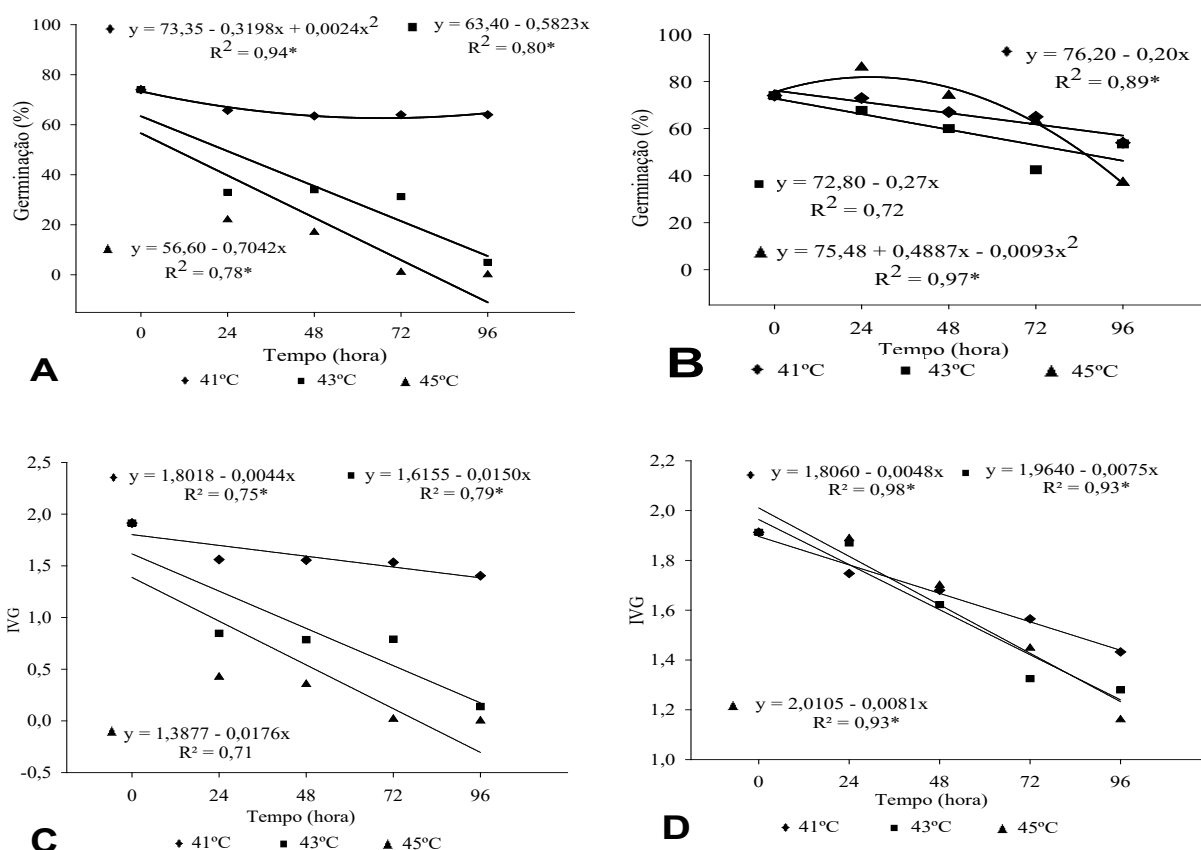 y = 73,35 - 0,3198x + 0,0024x²
R² = 0,94*
y = 63,40 - 0,5823x
R² = 0,80*
100
80
60
40
20
0
Germinação (%)
y = 56,60 - 0,7042x
R² = 0,78*
0 24 48 72 96
Tempo (hora)
A
41ºC 43ºC 45ºC
y = 76,20 - 0,20x
R² = 0,89*
100
80
60
40
20
0
Germinação (%)
y = 72,80 - 0,27x
R² = 0,72
y = 75,48 + 0,4887x - 0,0093x²
R² = 0,97*
0 24 48 72 96
Tempo (hora)
B
41ºC 43ºC 45ºC
y = 1,8018 - 0,0044x
R² = 0,75*
y = 1,6155 - 0,0150x
R² = 0,79*
2,5
2,0
1,5
1,0
0,5
0,0
-0,5
IVG
y = 1,3877 - 0,0176x
R² = 0,71
0 24 48 72 96
Tempo (hora)
C
41ºC 43ºC 45ºC
y = 1,8060 - 0,0048x
R² = 0,98*
y = 1,9640 - 0,0075x
R² = 0,93*
2,2
2,0
1,8
1,6
1,4
1,2
1,0
IVG
y = 2,0105 - 0,0081x
R² = 0,93*
0 24 48 72 96
Tempo (hora)
D
41ºC 43ºC 45ºC